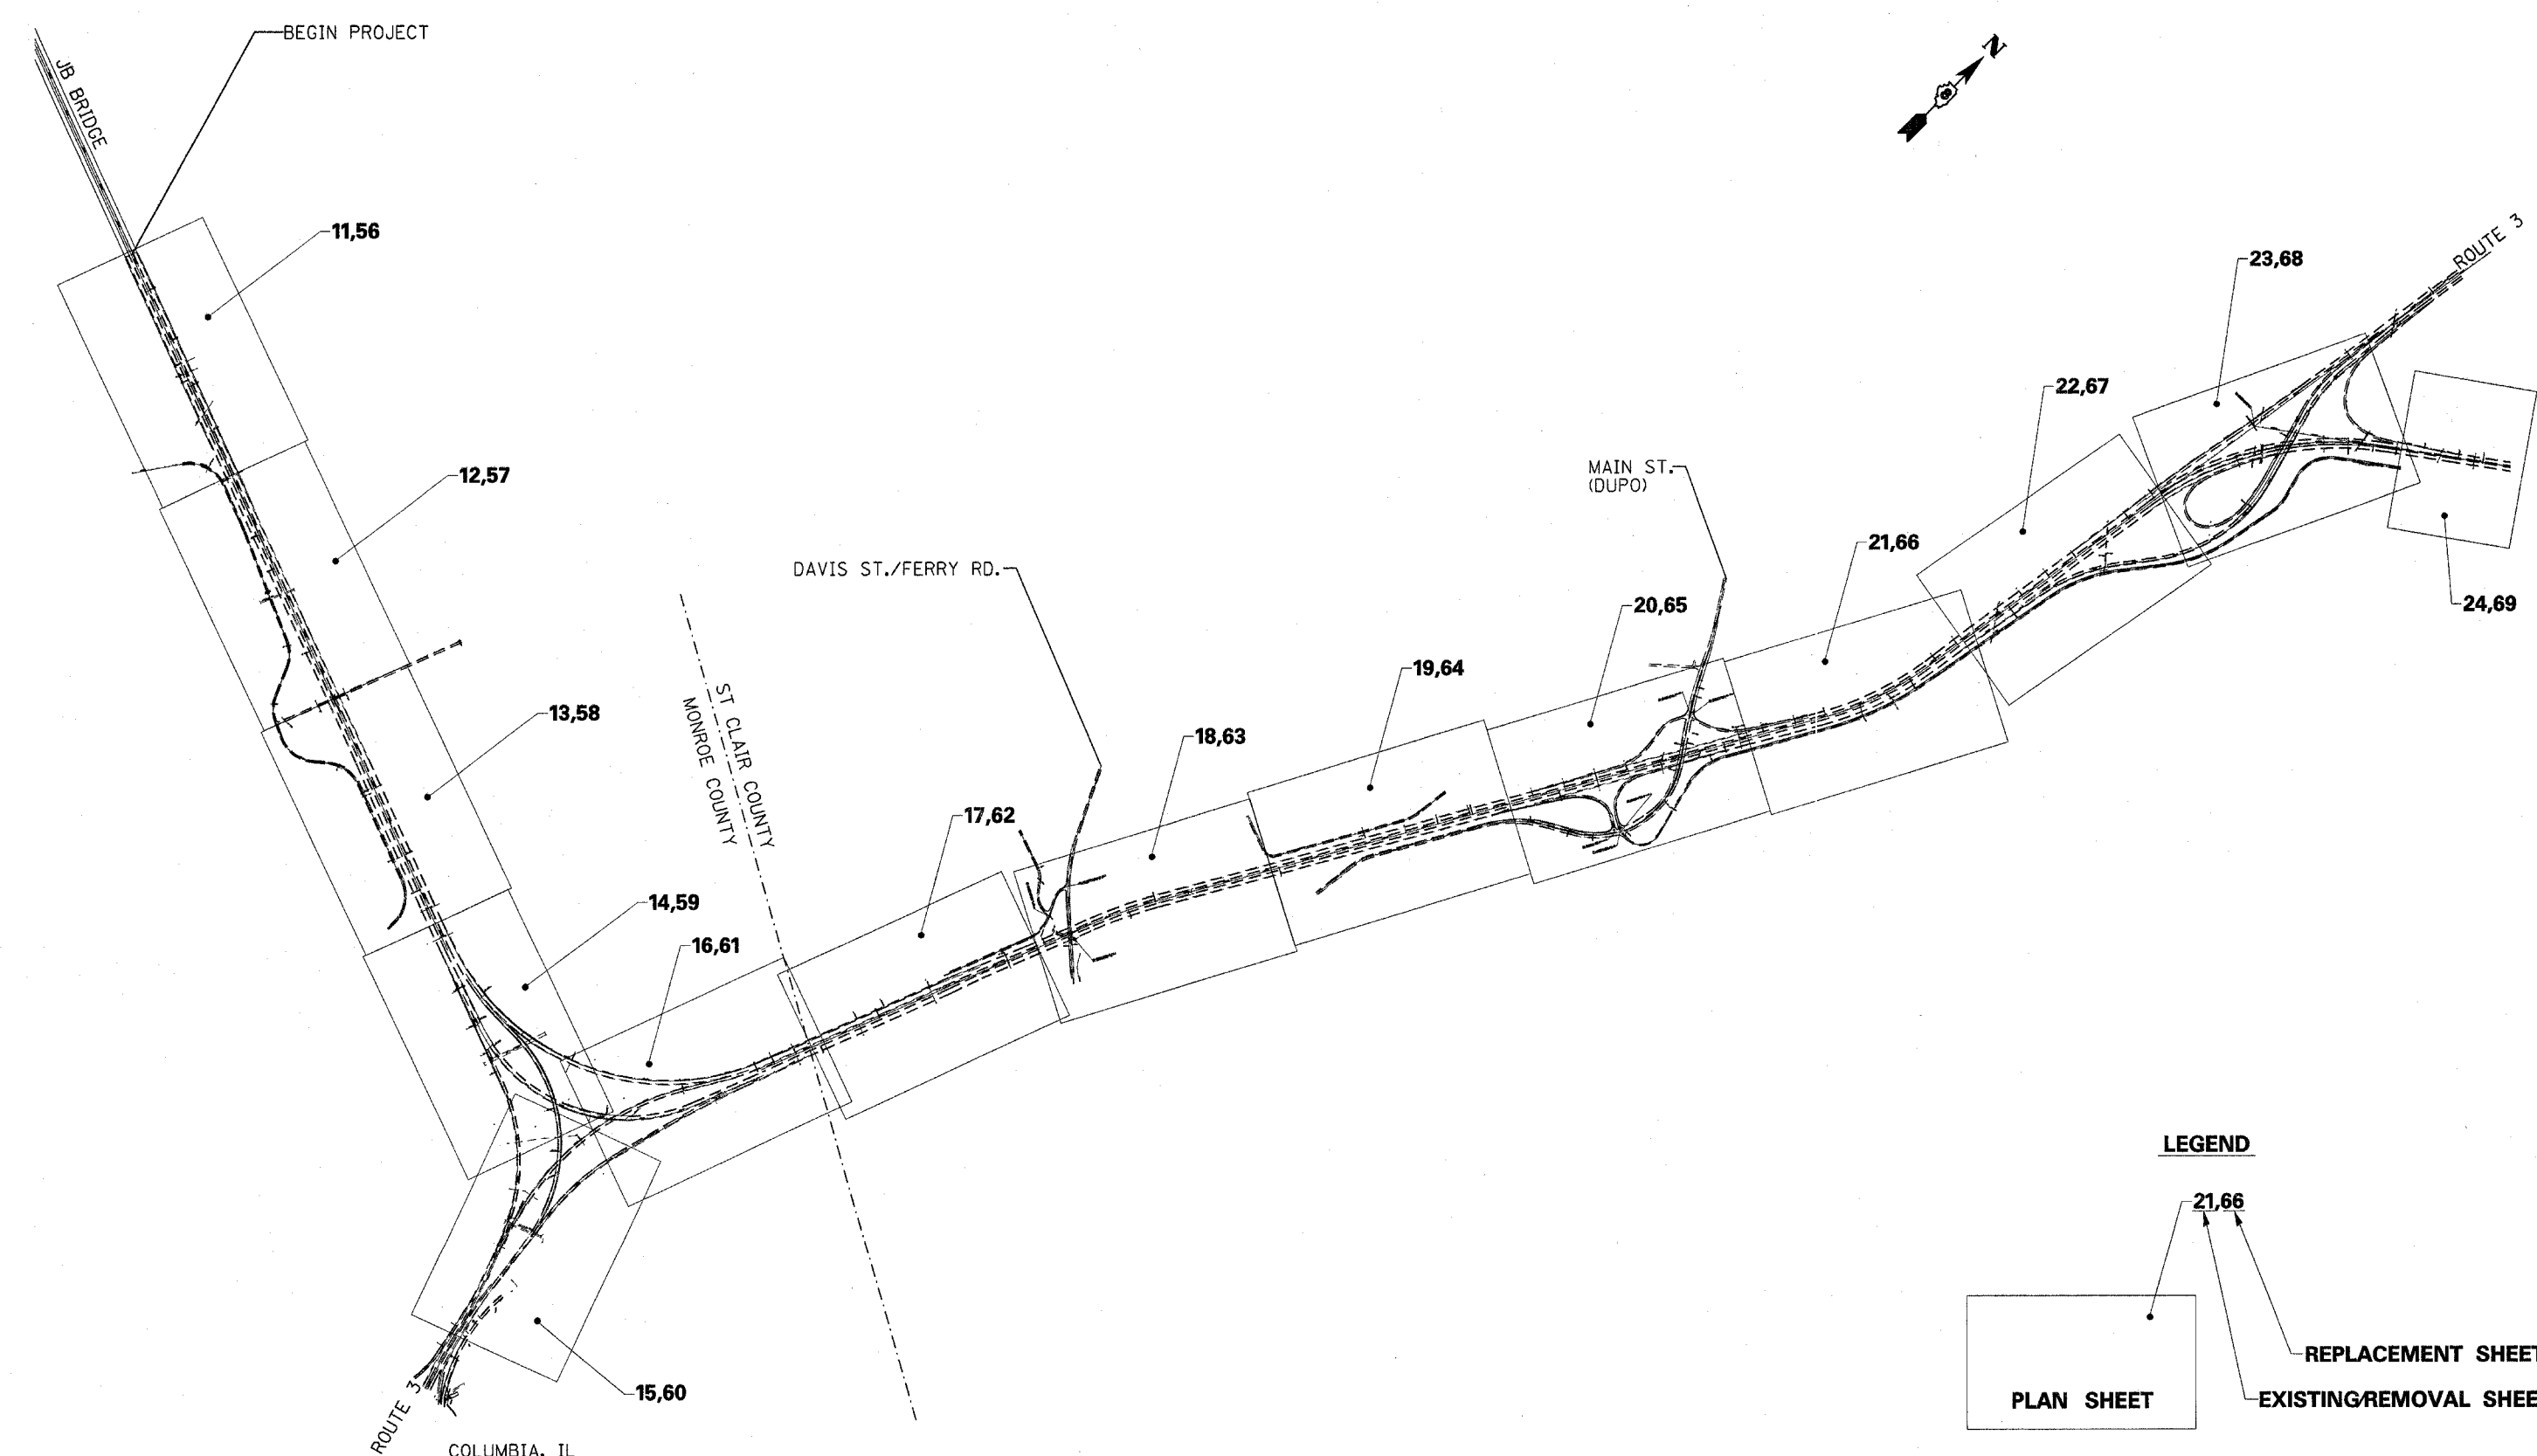 BEGIN PROJECT
N
JB BRIDGE
ROUTE 3
11,56
23,68
22,67
12,57
MAIN ST.
(DUPO)
21,66
DAVIS ST./FERRY RD.
20,65
24,69
19,64
ST CLAIR COUNTY
MONROE COUNTY
13,58
18,63
17,62
14,59
16,61
LEGEND
21,66
REPLACEMENT SHEET
PLAN SHEET
EXISTING/REMOVAL SHEE
15,60
ROUTE 3
COLUMBIA, IL